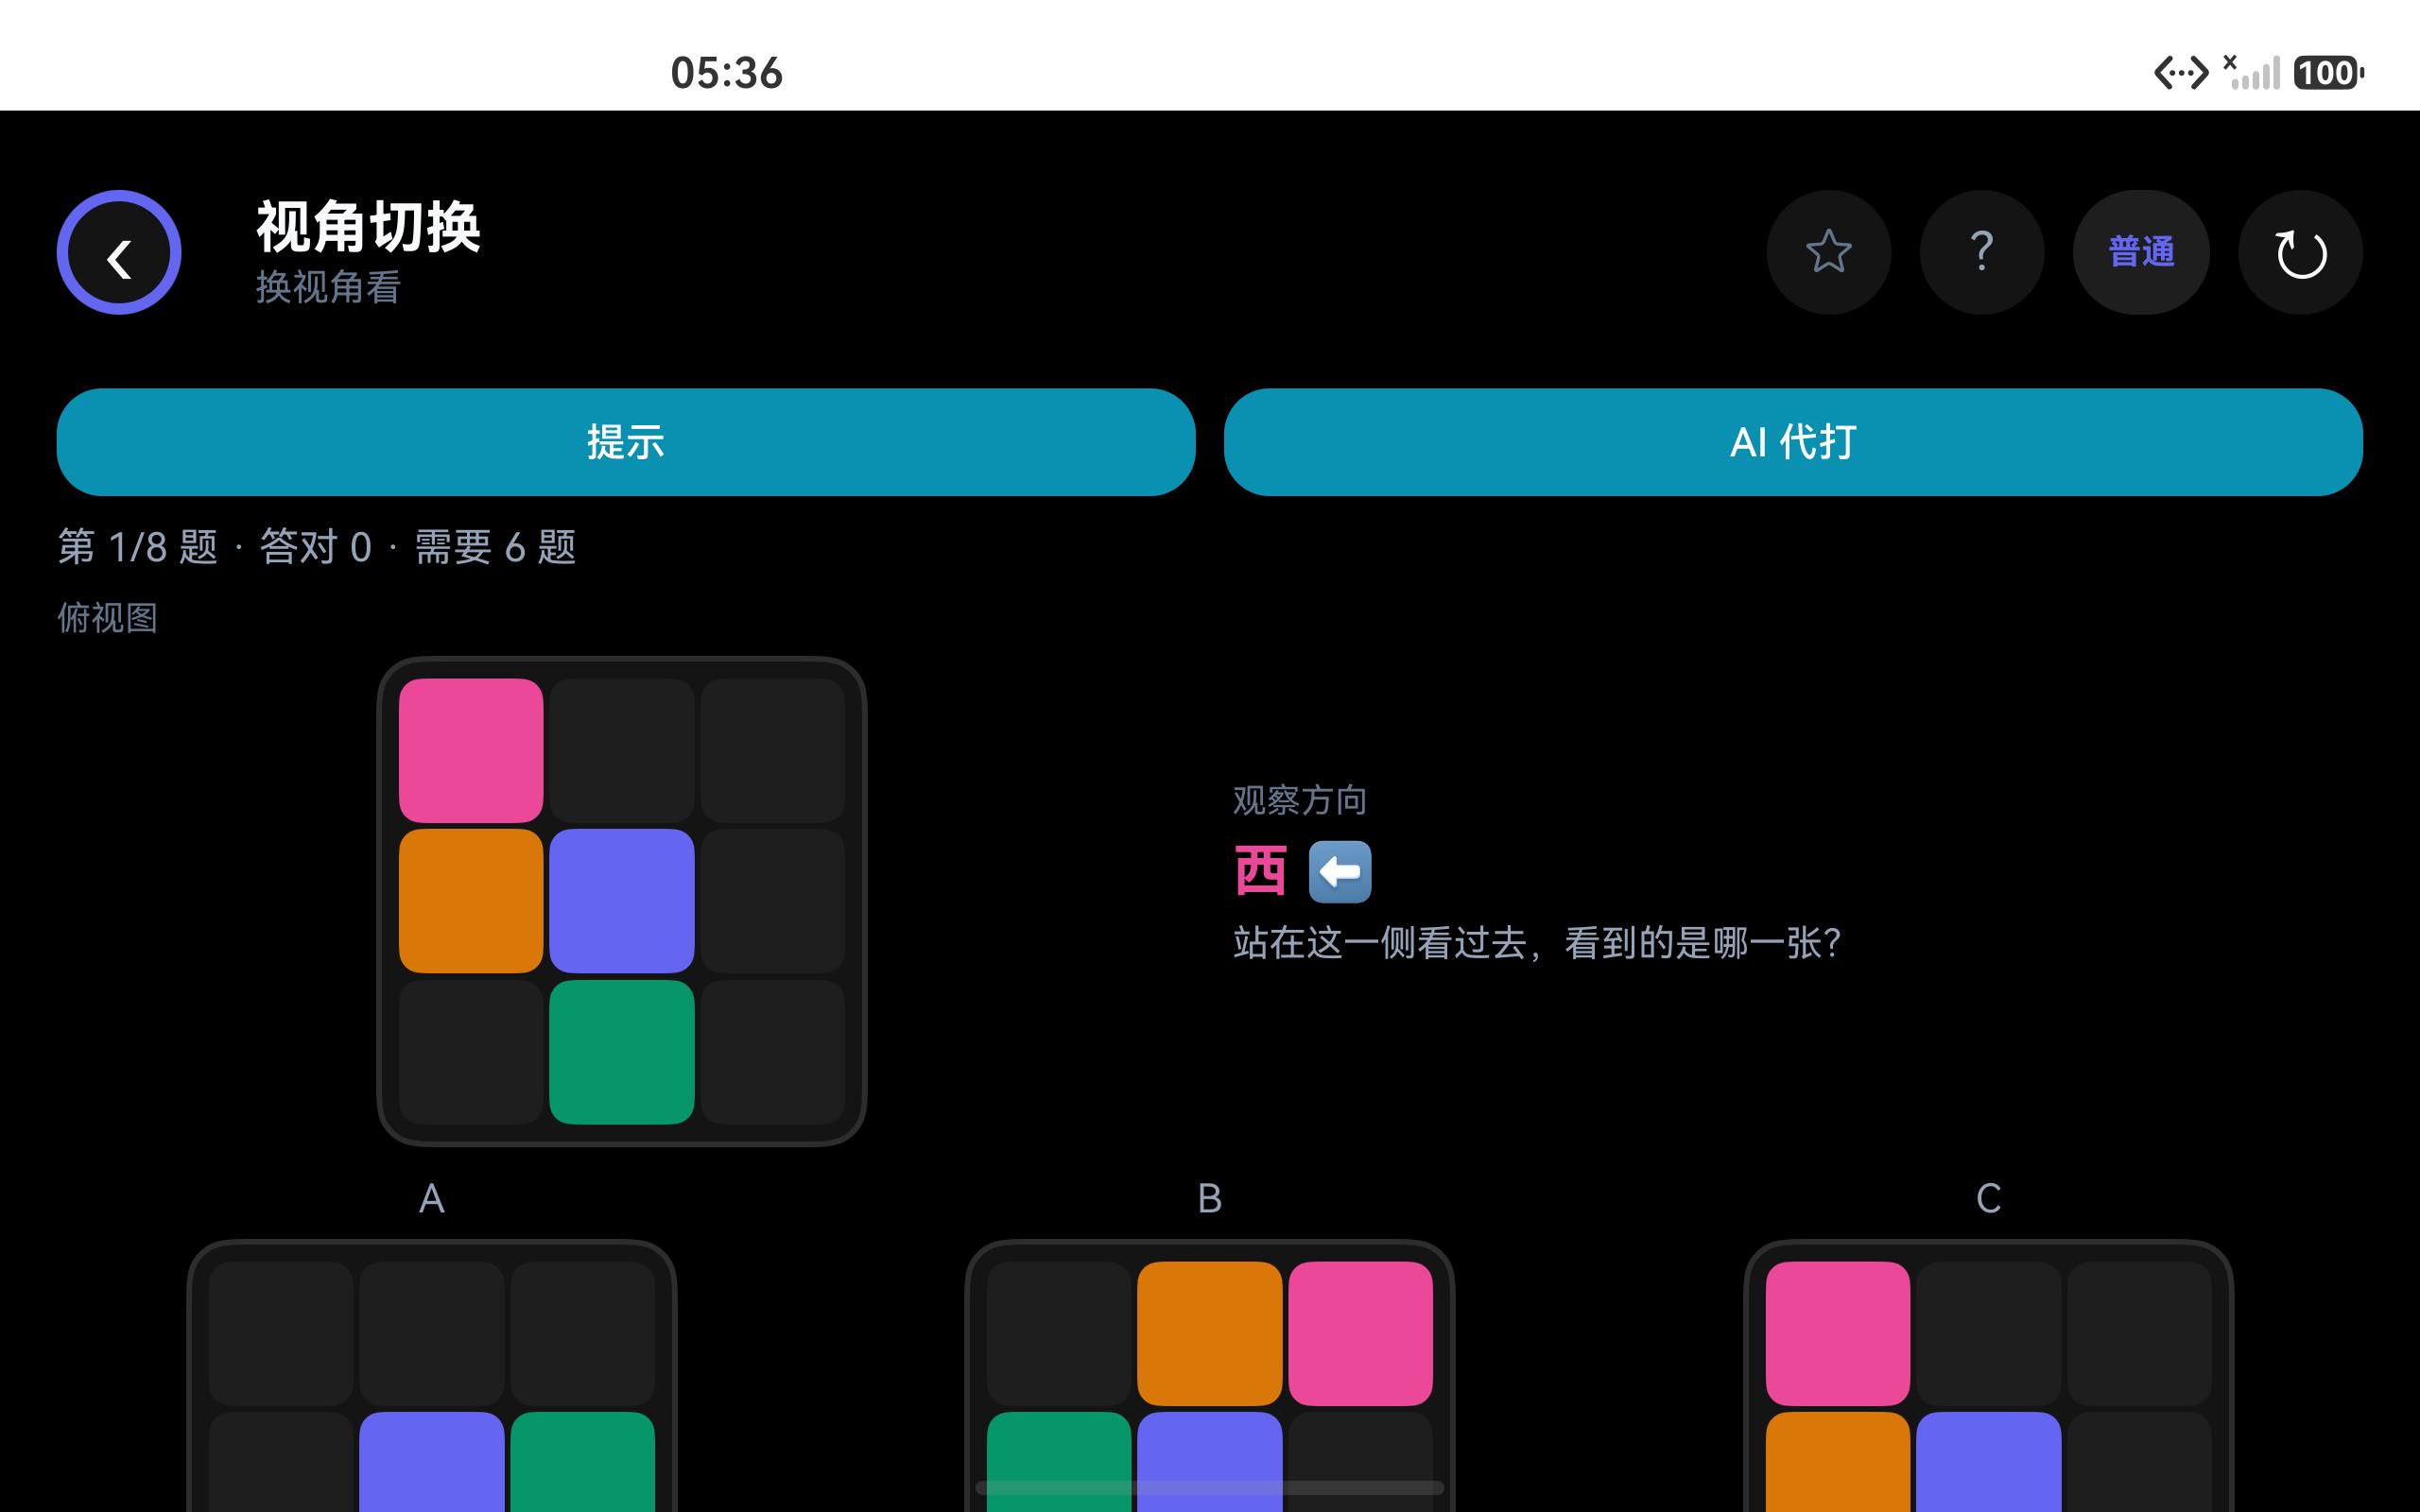 05:36
100
视角切换
换视角看
?
普通
提示
AI 代打
第 1/8 题 · 答对 0 · 需要 6 题
俯视图
观察方向
西
站在这一侧看过去，看到的是哪一张？
A
B
C